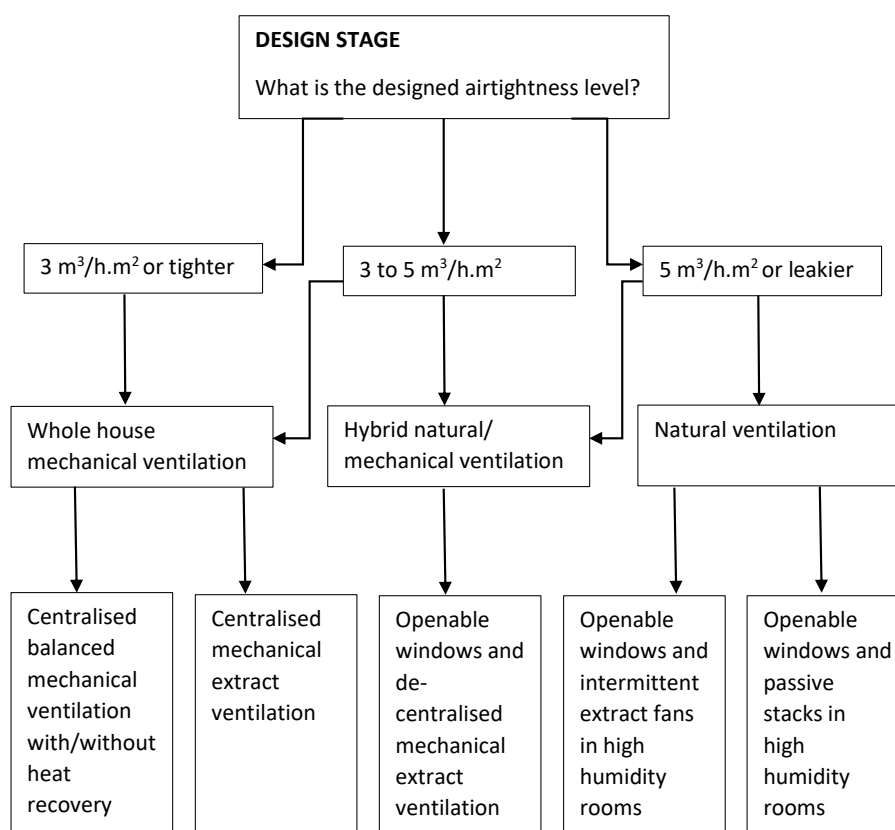 DESIGN STAGE
What is the designed airtightness level?
3 m³/h.m² or tighter
3 to 5 m³/h.m²
5 m³/h.m² or leakier
Whole house
mechanical ventilation
Hybrid natural/
mechanical ventilation
Natural ventilation
Centralised
balanced
mechanical
ventilation
with/without
heat
recovery
Centralised
mechanical
extract
ventilation
Openable
windows and
de-
centralised
mechanical
extract
ventilation
Openable
windows and
intermittent
extract fans
in high
humidity
rooms
Openable
windows and
passive
stacks in
high
humidity
rooms